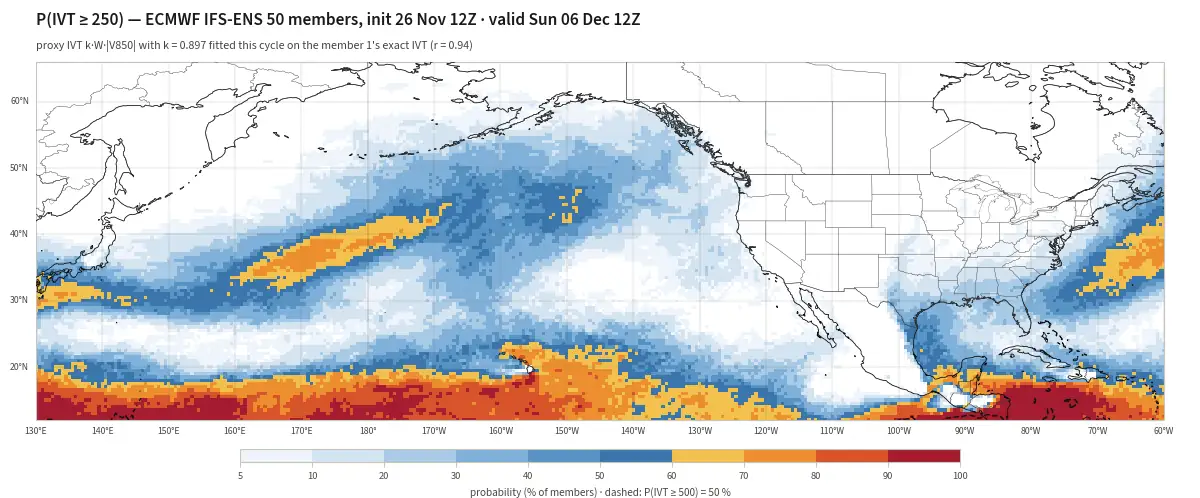 P(IVT ≥ 250) — ECMWF IFS-ENS 50 members, init 26 Nov 12Z · valid Sun 06 Dec 12Z
proxy IVT k·W·|V850| with k = 0.897 fitted this cycle on the member 1's exact IVT (r = 0.94)
60°N
50°N
40°N
30°N
20°N
130°E 140°E 150°E 160°E 170°E 180° 170°W 160°W 150°W 140°W 130°W 120°W 110°W 100°W 90°W 80°W 70°W 60°W
5 10 20 30 40 50 60 70 80 90 100
probability (% of members) · dashed: P(IVT ≥ 500) = 50 %